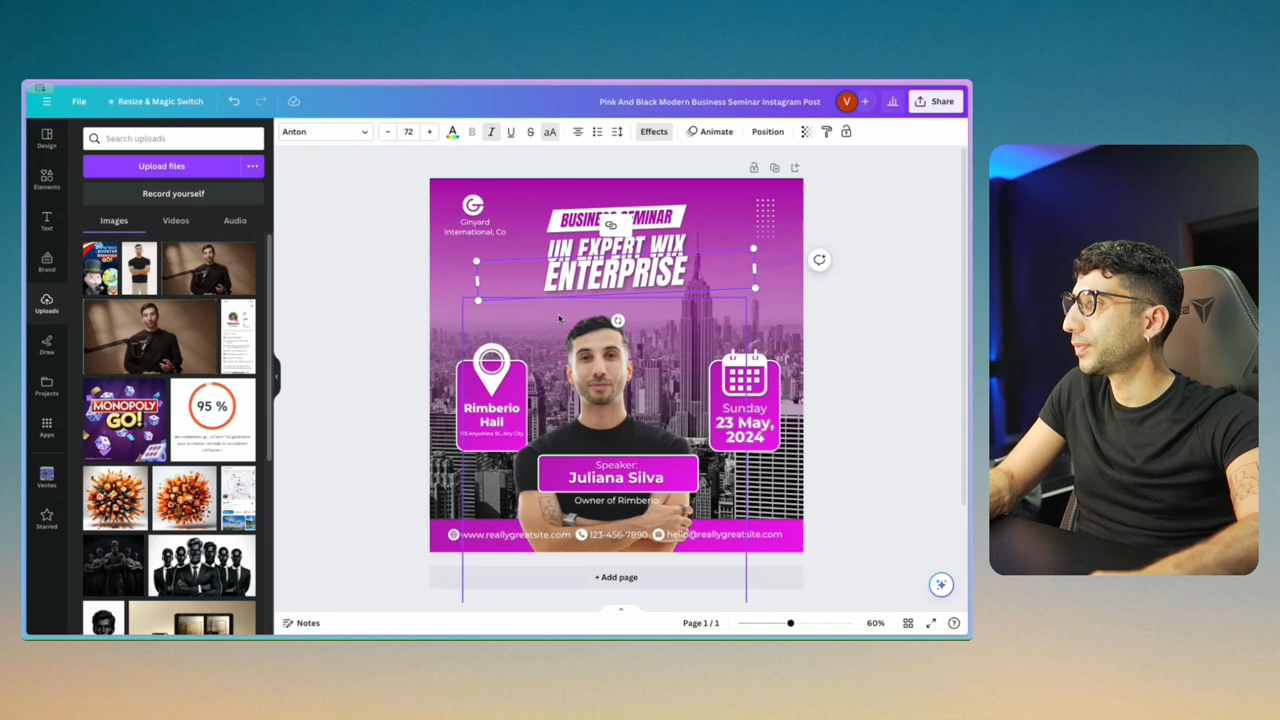 File
Resize & Magic Switch
Pink And Black Modern Business Seminar Instagram Post
V
+
Share
Design
Elements
Text
Brand
Uploads
Draw
Projects
Apps
Ventes
Starred
Search uploads
Upload files
Record yourself
Images
Videos
Audio
MONOPOLY
GO!
95 %
Anton
- 72 +
A
B
I
U
S
aA
Effects
Animate
Position
Ginyard
International, Co
BUSINESS SEMINAR
UN EXPERT WIX
ENTERPRISE
Rimberio
Hall
123 Anywhere St., Any City
Sunday
23 May,
2024
Speaker:
Juliana Silva
Owner of Rimberio
www.reallygreatsite.com
123-456-7890
hello@reallygreatsite.com
+ Add page
Notes
Page 1 / 1
60%